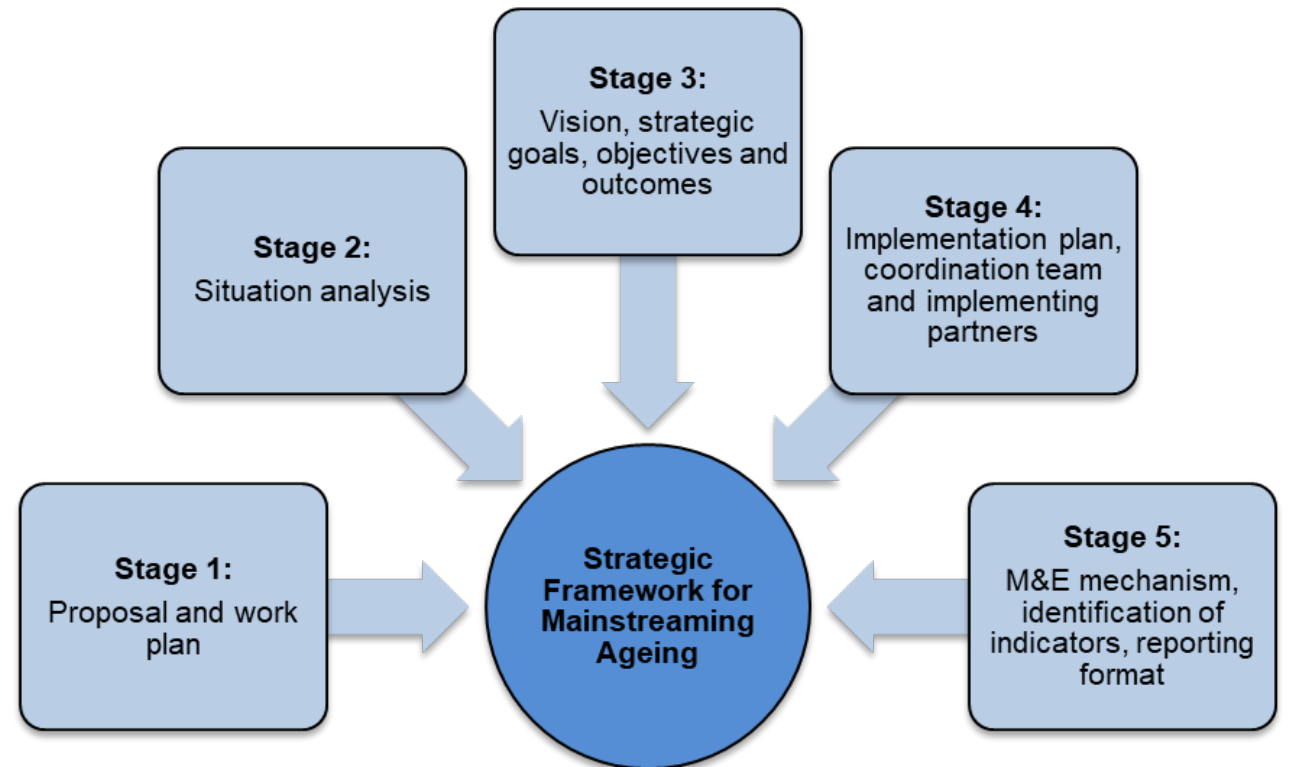 Stage 1:
Proposal and work
plan
Stage 2:
Situation analysis
Stage 3:
Vision, strategic
goals, objectives and
outcomes
Stage 4:
Implementation plan,
coordination team
and implementing
partners
Stage 5:
M&E mechanism,
identification of
indicators, reporting
format
Strategic
Framework for
Mainstreaming
Ageing